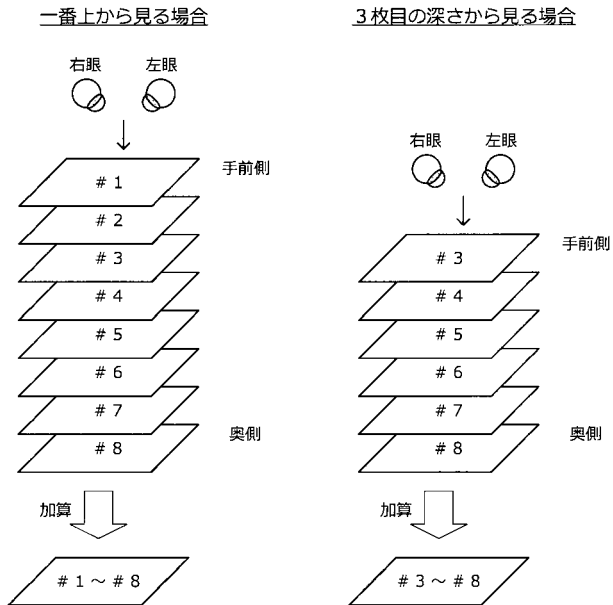 一番上から見る場合
右眼 左眼
手前側
# 1
# 2
# 3
# 4
# 5
# 6
# 7
# 8
奥側
加算
# 1 ～ # 8
3枚目の深さから見る場合
右眼 左眼
手前側
# 3
# 4
# 5
# 6
# 7
# 8
奥側
加算
# 3 ～ # 8